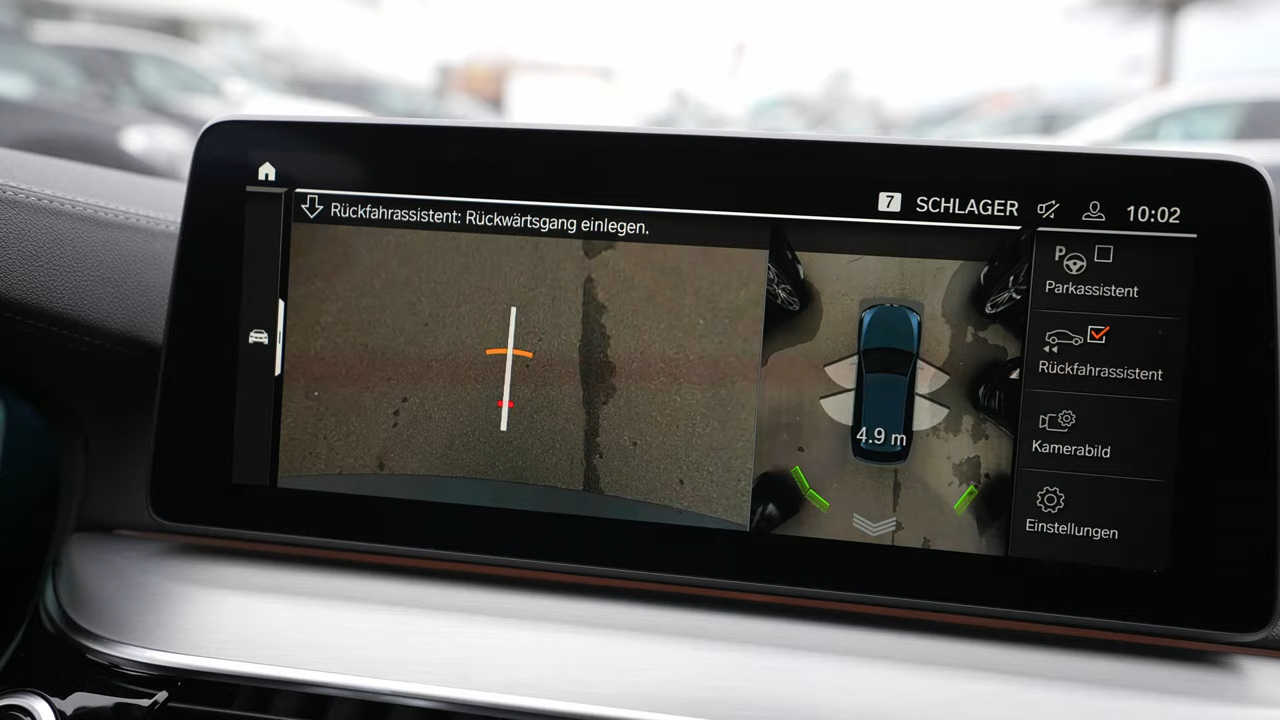 7 SCHLAGER 10:02
Rückfahrassistent: Rückwärtsgang einlegen.
P
Parkassistent
Rückfahrassistent
Kamerabild
Einstellungen
4.9 m